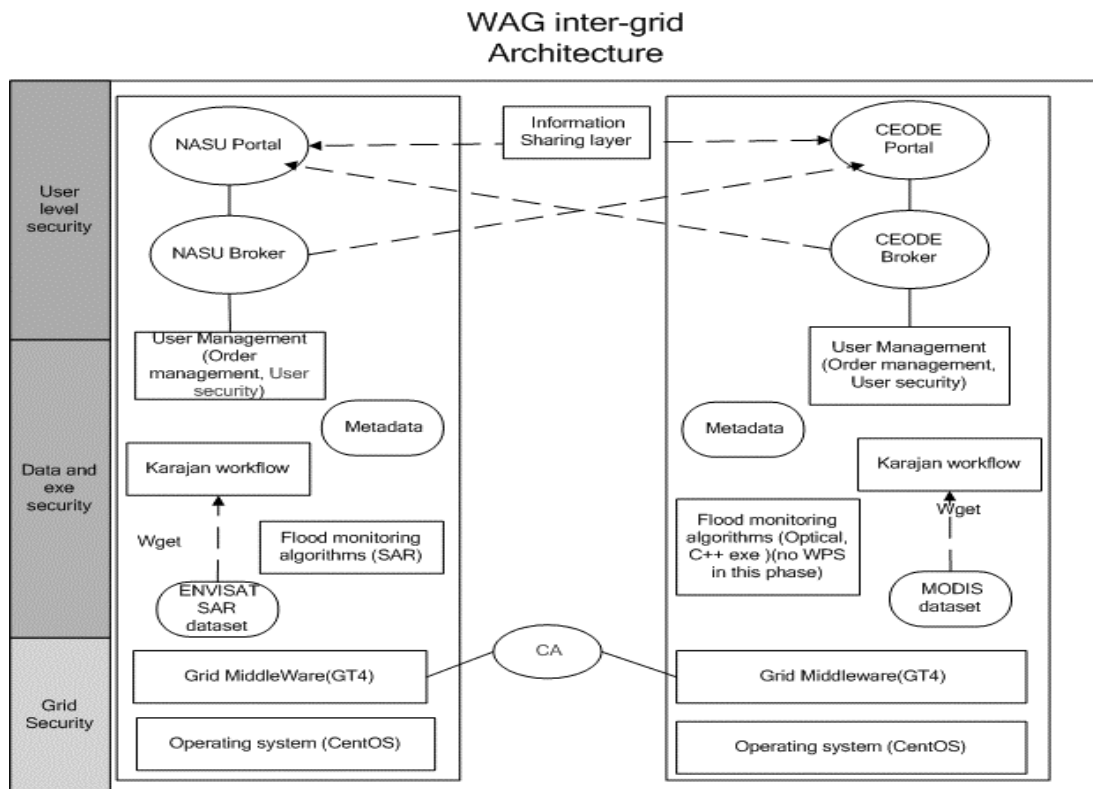 WAG inter-grid
Architecture
User
level
security
Data and
exe
security
Grid
Security
NASU Portal
NASU Broker
User Management
(Order
management, User
security)
Metadata
Karajan workflow
Wget
Flood monitoring
algorithms (SAR)
ENVISAT
SAR
dataset
Grid MiddleWare(GT4)
Operating system (CentOS)
Information
Sharing layer
CA
CEODE
Portal
CEODE
Broker
User Management
(Order management,
User security)
Metadata
Karajan workflow
Wget
Flood monitoring
algorithms (Optical,
C++ exe )(no WPS
in this phase)
MODIS
dataset
Grid Middleware(GT4)
Operating system (CentOS)